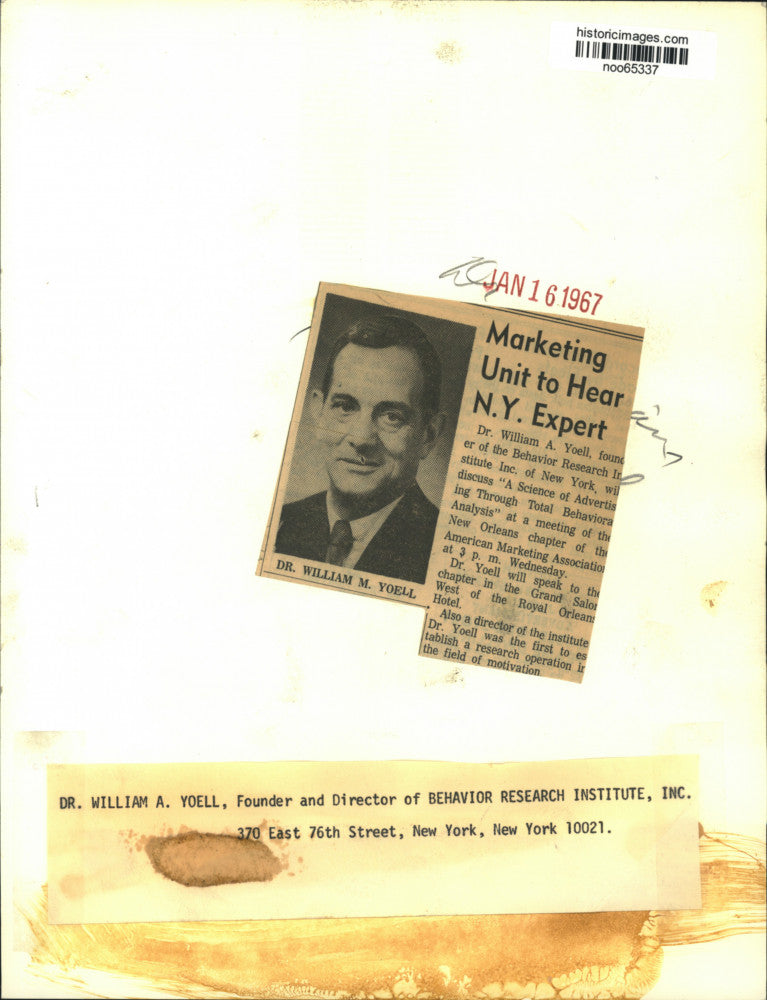 historicimages.com
noo65337
JAN 16 1967
Marketing
Unit to Hear
N.Y. Expert
Dr. William A. Yoell, found
er of the Behavior Research In
stitute Inc. of New York, wil
discuss "A Science of Advertis
ing Through Total Behaviora
Analysis" at a meeting of the
New Orleans chapter of the
American Marketing Association
at 3 p. m. Wednesday.
Dr. Yoell will speak to the
chapter in the Grand Salon
West of the Royal Orleans
Hotel.
Also a director of the institute
Dr. Yoell was the first to es
tablish a research operation in
the field of motivation
DR. WILLIAM M. YOELL
DR. WILLIAM A. YOELL, Founder and Director of BEHAVIOR RESEARCH INSTITUTE, INC.
370 East 76th Street, New York, New York 10021.